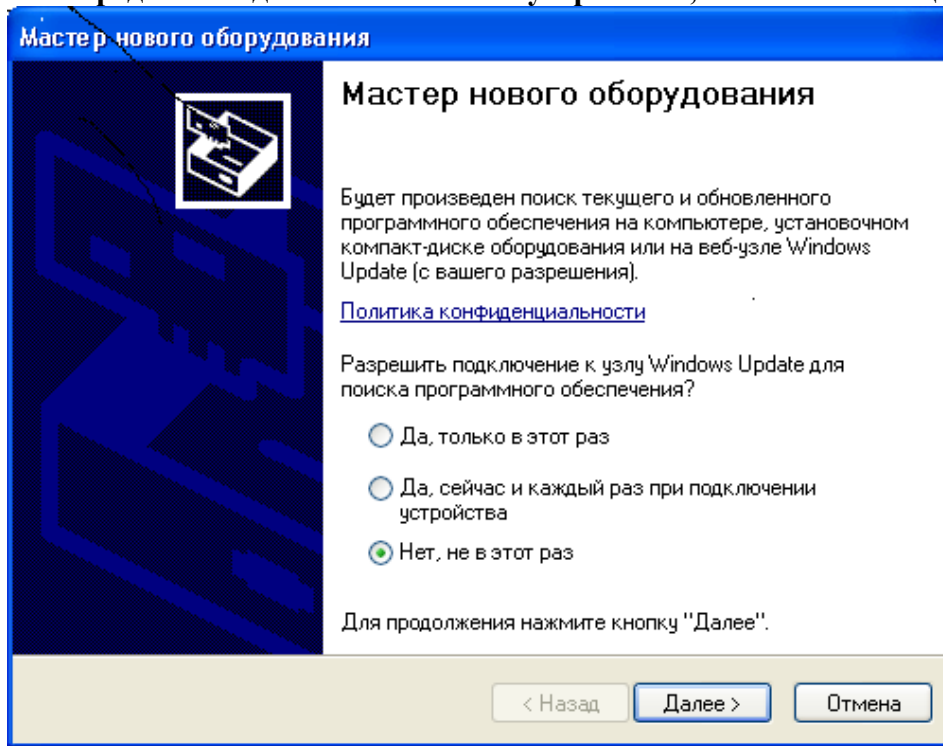 Мастер нового оборудования
Мастер нового оборудования
Будет произведен поиск текущего и обновленного
программного обеспечения на компьютере, установочном
компакт-диске оборудования или на веб-узле Windows
Update (с вашего разрешения).
Политика конфиденциальности
Разрешить подключение к узлу Windows Update для
поиска программного обеспечения?
Да, только в этот раз
Да, сейчас и каждый раз при подключении
устройства
Нет, не в этот раз
Для продолжения нажмите кнопку "Далее".
< Назад Далее > Отмена